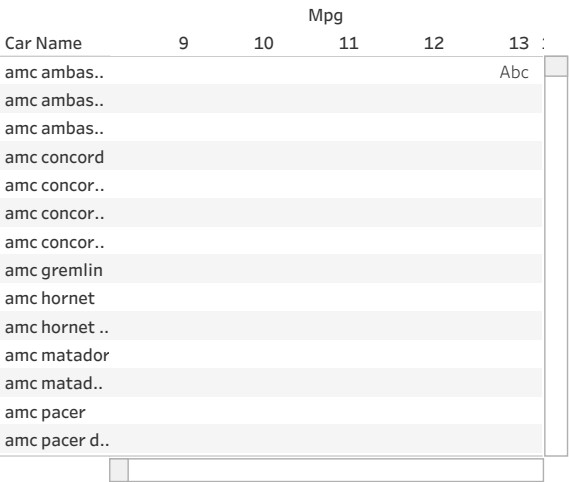 Mpg
Car Name 9 10 11 12 13
amc ambas.. Abc
amc ambas..
amc ambas..
amc concord
amc concor..
amc concor..
amc concor..
amc gremlin
amc hornet
amc hornet ..
amc matador
amc matad..
amc pacer
amc pacer d..